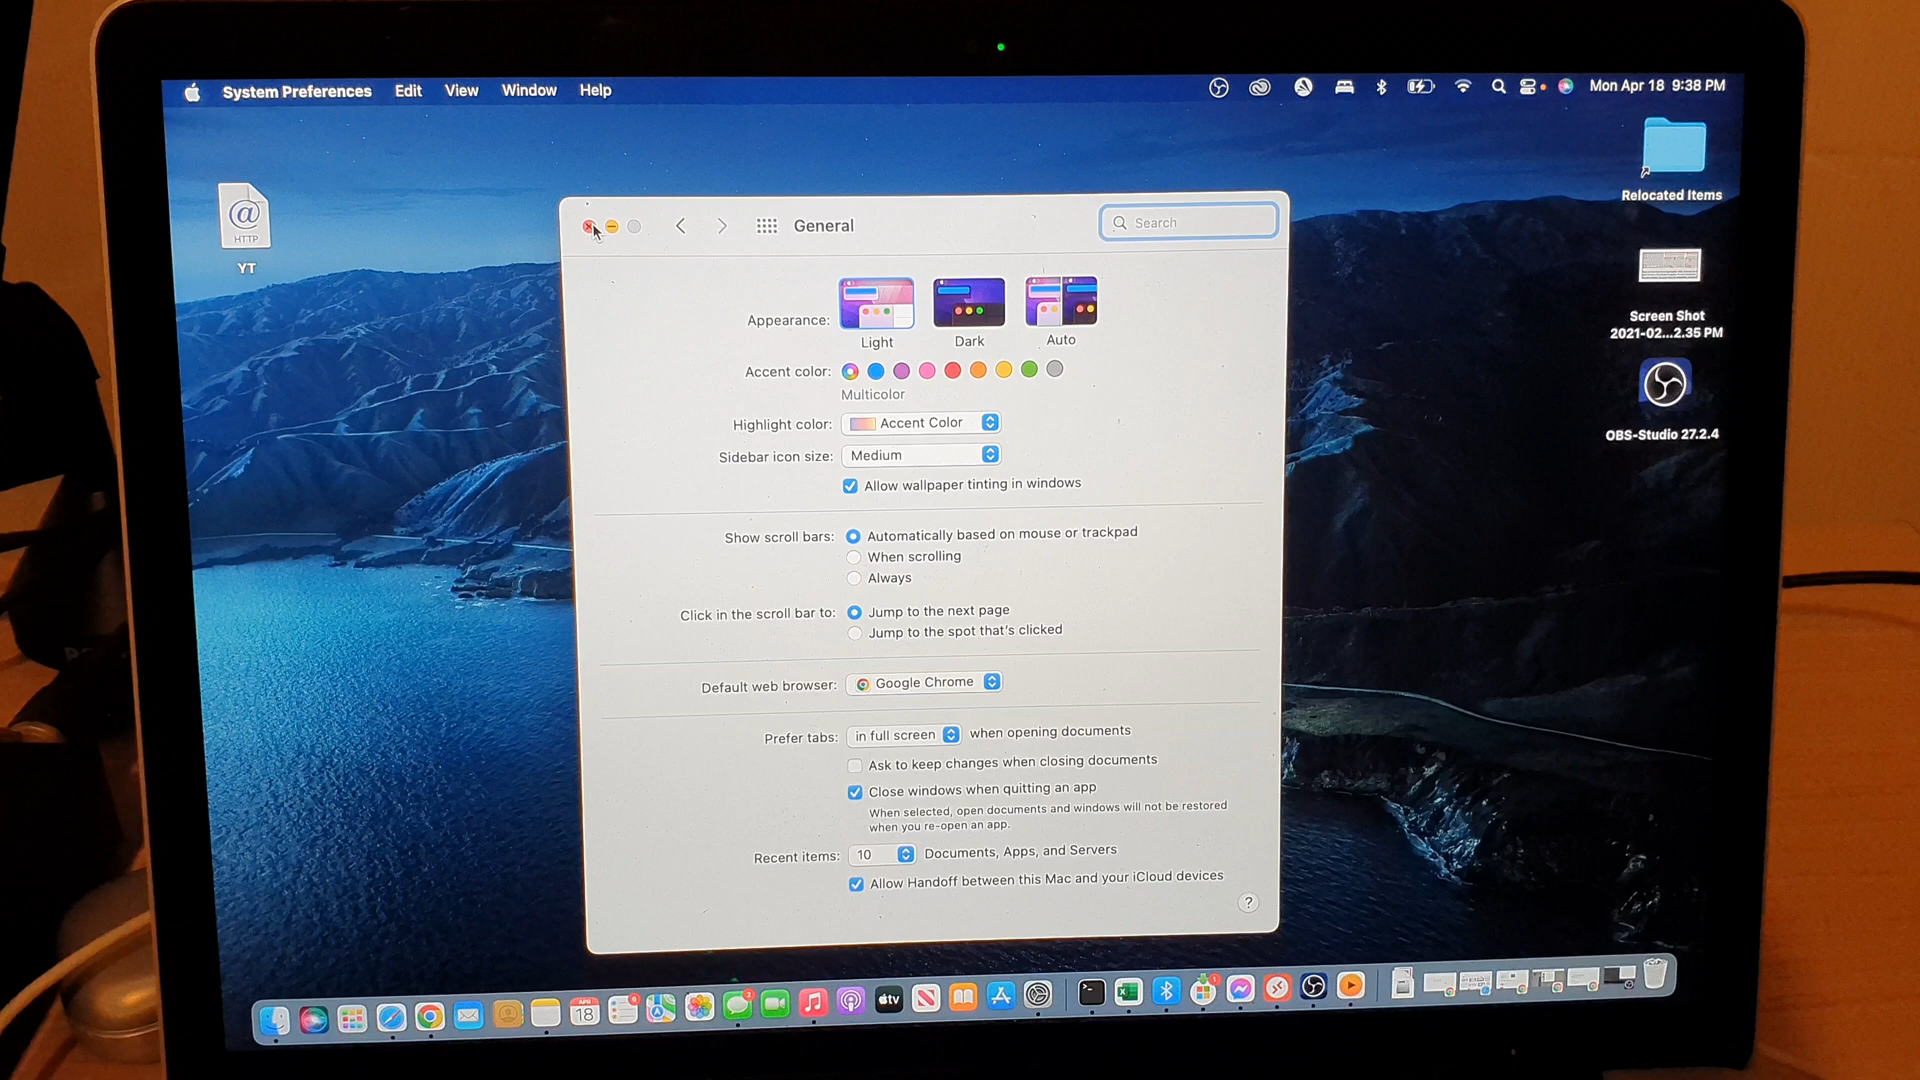 System Preferences Edit View Window Help Mon Apr 18 9:38 PM
@
HTTP
YT
Relocated Items
Screen Shot
2021-02...2.35 PM
OBS-Studio 27.2.4
General
Search
Appearance:
Light Dark Auto
Accent color:
Multicolor
Highlight color: Accent Color
Sidebar icon size: Medium
Allow wallpaper tinting in windows
Show scroll bars: Automatically based on mouse or trackpad
When scrolling
Always
Click in the scroll bar to: Jump to the next page
Jump to the spot that's clicked
Default web browser: Google Chrome
Prefer tabs: in full screen when opening documents
Ask to keep changes when closing documents
Close windows when quitting an app
When selected, open documents and windows will not be restored
when you re-open an app.
Recent items: 10 Documents, Apps, and Servers
Allow Handoff between this Mac and your iCloud devices
?
APR
18
tv